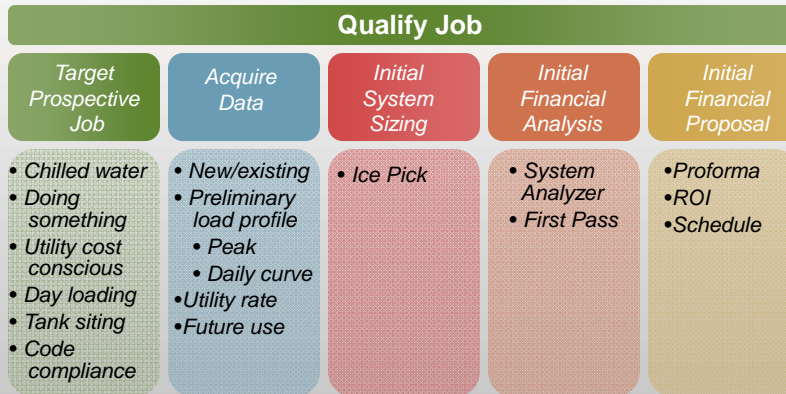 Qualify Job
Target
Prospective
Job
• Chilled water
• Doing
something
• Utility cost
conscious
• Day loading
• Tank siting
• Code
compliance
Acquire
Data
• New/existing
• Preliminary
load profile
• Peak
• Daily curve
•Utility rate
•Future use
Initial
System
Sizing
• Ice Pick
Initial
Financial
Analysis
• System
Analyzer
• First Pass
Initial
Financial
Proposal
•Proforma
•ROI
•Schedule